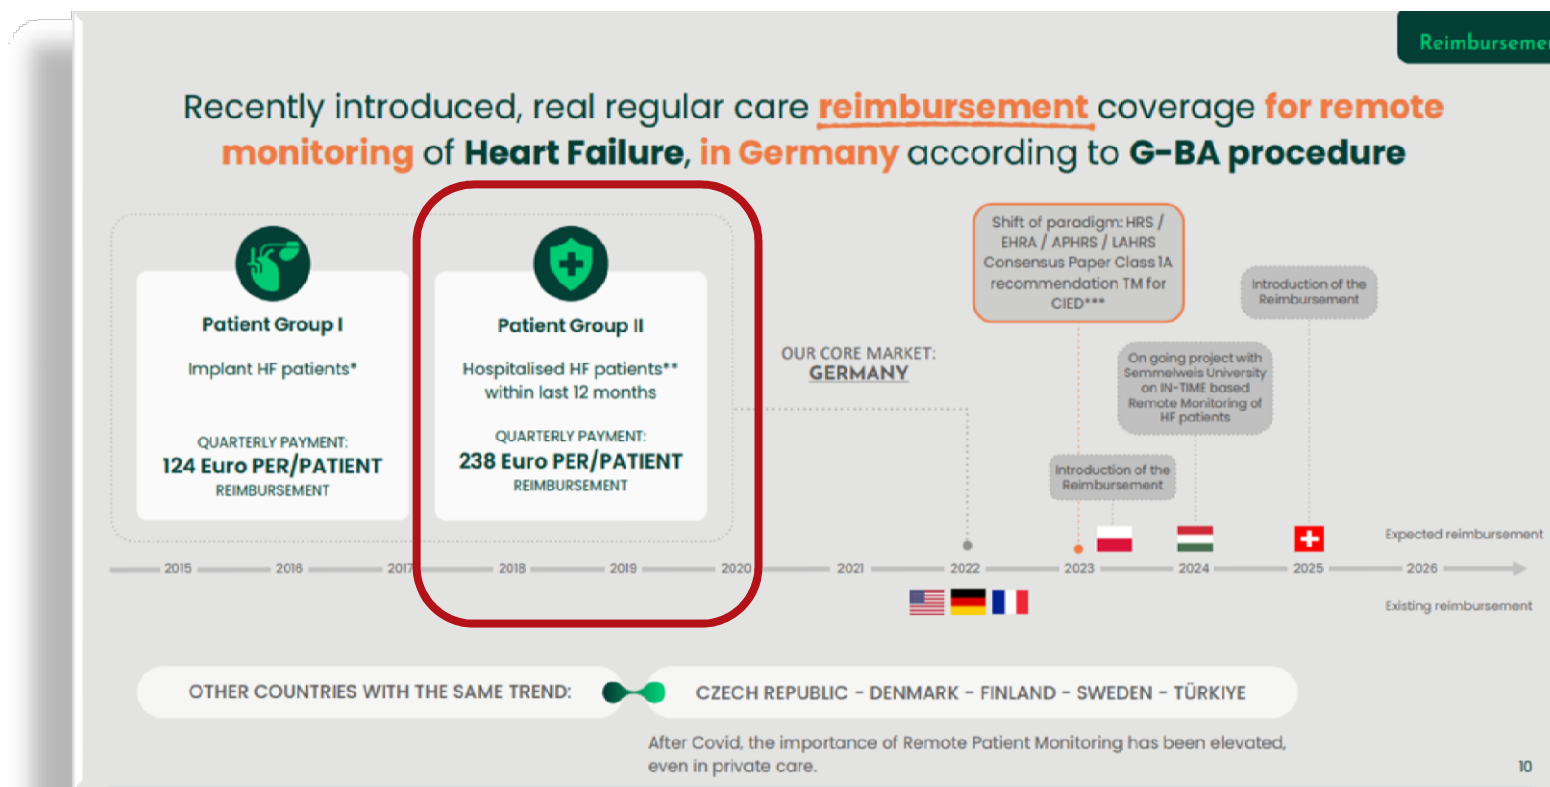 Reimburseme
Recently introduced, real regular care reimbursement coverage for remote
monitoring of Heart Failure, in Germany according to G-BA procedure
Patient Group I
Implant HF patients*
QUARTERLY PAYMENT:
124 Euro PER/PATIENT
REIMBURSEMENT
Patient Group II
Hospitalised HF patients**
within last 12 months
QUARTERLY PAYMENT:
238 Euro PER/PATIENT
REIMBURSEMENT
OUR CORE MARKET:
GERMANY
Shift of paradigm: HRS /
EHRA / APHRS / LAHRS
Consensus Paper Class 1A
recommendation TM for
CIED***
Introduction of the
Reimbursement
On going project with
Semmelweis University
on IN-TIME based
Remote Monitoring of
HF patients
Introduction of the
Reimbursement
Expected reimbursement
2015 2016 2017 2018 2019 2020 2021 2022 2023 2024 2025 2026
Existing reimbursement
OTHER COUNTRIES WITH THE SAME TREND:
CZECH REPUBLIC - DENMARK - FINLAND - SWEDEN - TÜRKIYE
After Covid, the importance of Remote Patient Monitoring has been elevated,
even in private care.
10